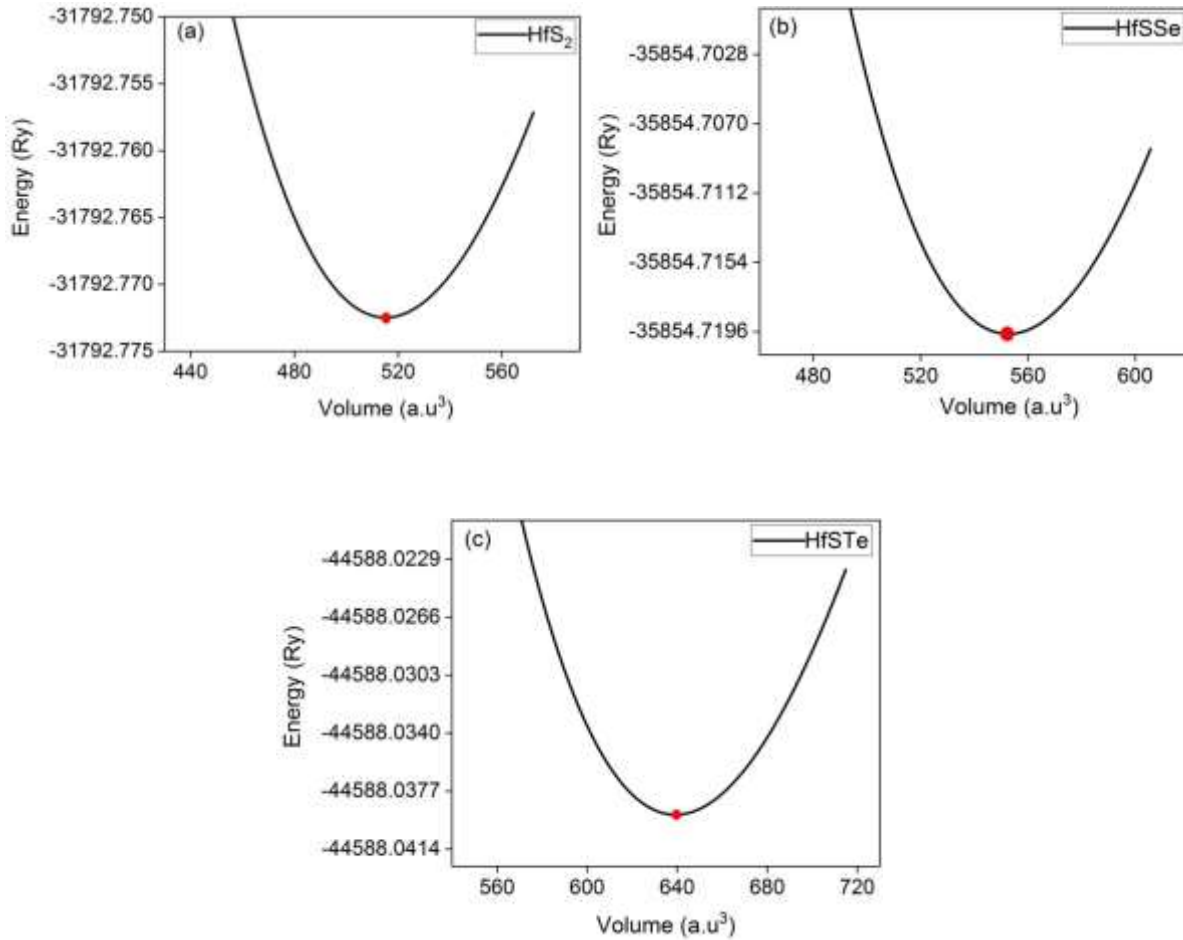 (a)
HfS₂
-31792.750
-31792.755
-31792.760
-31792.765
-31792.770
-31792.775
Energy (Ry)
440 480 520 560
Volume (a.u³)
(b)
HfSSe
-35854.7028
-35854.7070
-35854.7112
-35854.7154
-35854.7196
Energy (Ry)
480 520 560 600
Volume (a.u³)
(c)
HfSTe
-44588.0229
-44588.0266
-44588.0303
-44588.0340
-44588.0377
-44588.0414
Energy (Ry)
560 600 640 680 720
Volume (a.u³)